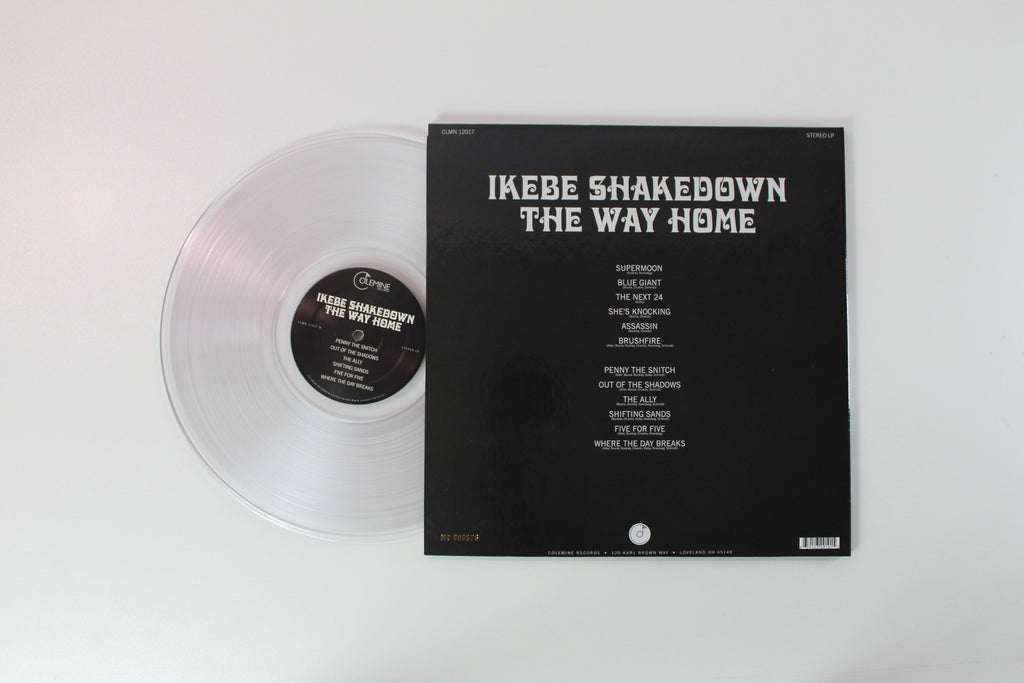 COLEMINE
IKEBE SHAKEDOWN
THE WAY HOME
PENNY THE SNITCH
OUT OF THE SHADOWS
THE ALLY
SHIFTING SANDS
FIVE FOR FIVE
WHERE THE DAY BREAKS
CLMN 12017
STEREO LP
IKEBE SHAKEDOWN
THE WAY HOME
SUPERMOON
BLUE GIANT
THE NEXT 24
SHE'S KNOCKING
ASSASSIN
BRUSHFIRE
PENNY THE SNITCH
OUT OF THE SHADOWS
THE ALLY
SHIFTING SANDS
FIVE FOR FIVE
WHERE THE DAY BREAKS
COLEMINE RECORDS • 120 KARL BROWN WAY • LOVELAND OH 45140